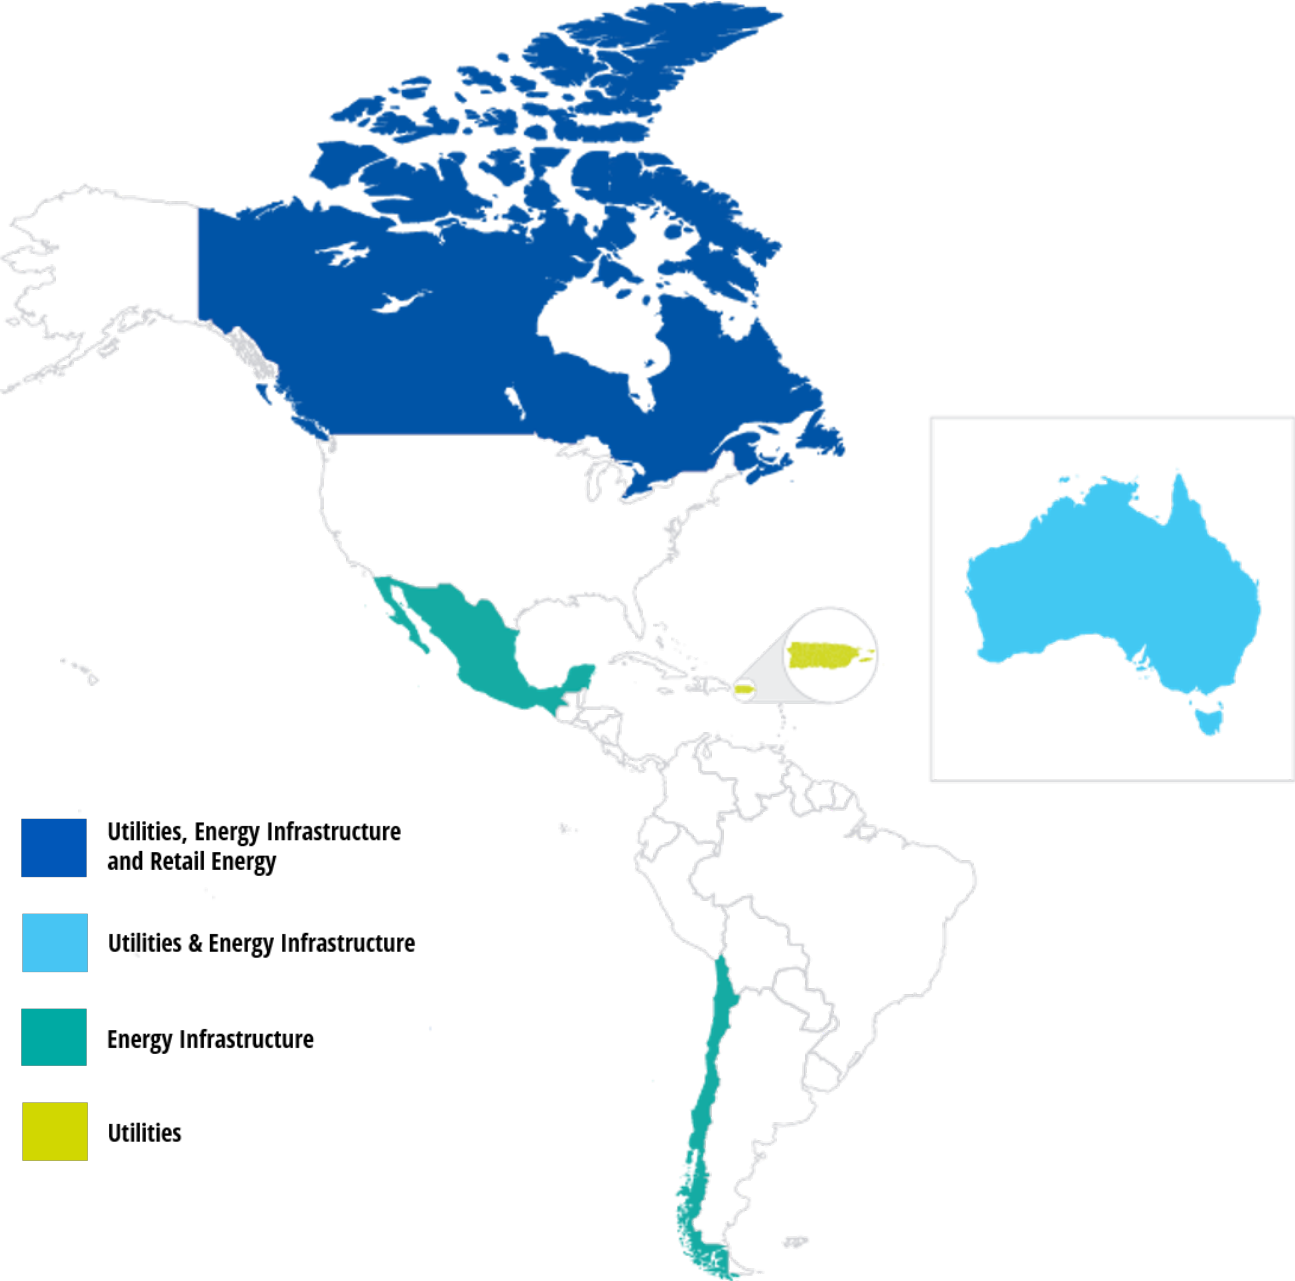 Utilities, Energy Infrastructure
and Retail Energy
Utilities & Energy Infrastructure
Energy Infrastructure
Utilities